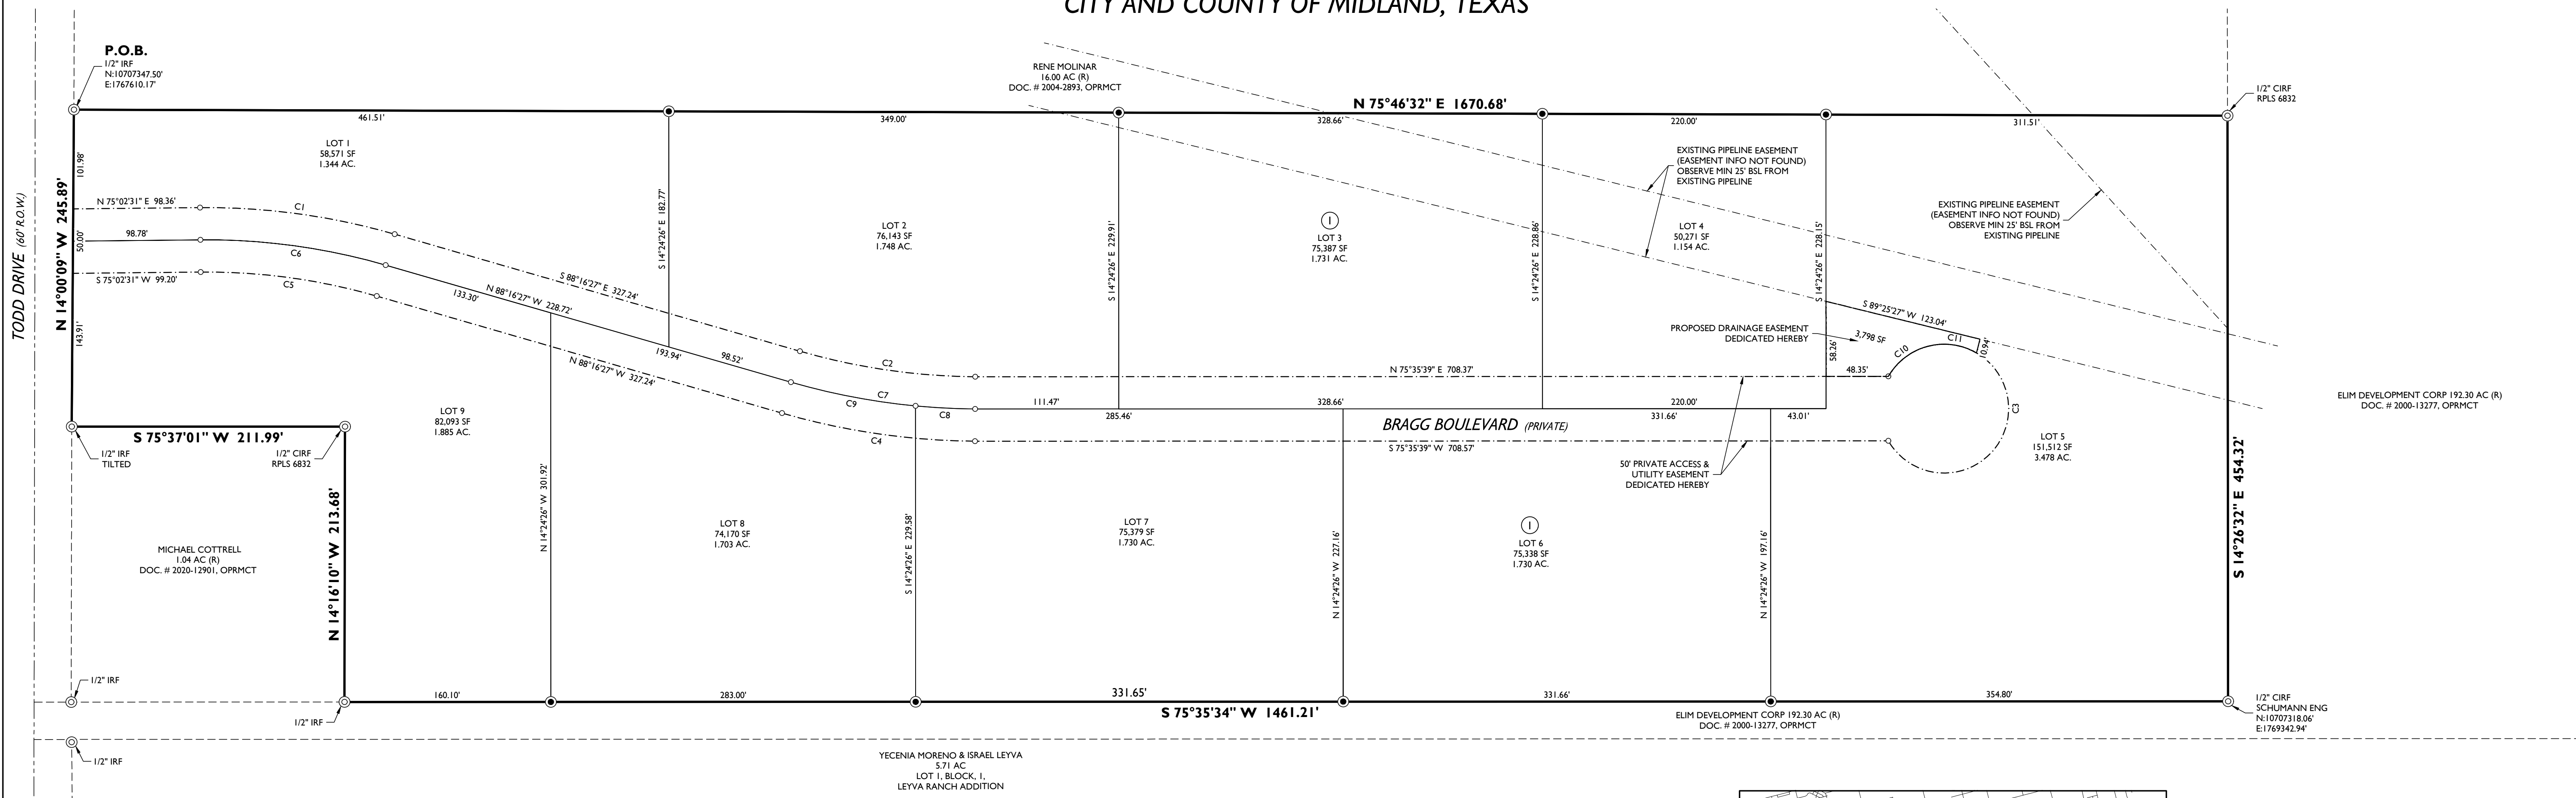 CITY AND COUNTY OF MIDLAND, TEXAS
P.O.B.
1/2" IRF
N:10707347.50'
E:1767610.17'
RENE MOLINAR
16.00 AC (R)
DOC. # 2004-2893, OPRMCT
N 75°46'32" E 1670.68'
1/2" CIRF
RPLS 6832
461.51'
349.00'
328.66'
220.00'
311.51'
TODD DRIVE (60' R.O.W.)
N 14°00'09" W 245.89'
101.98'
50.00'
143.91'
LOT 1
58,571 SF
1.344 AC.
N 75°02'31" E 98.36'
C1
98.78'
C6
S 75°02'31" W 99.20'
C5
S 88°16'27" E 327.24'
133.30'
N 88°16'27" W 228.72'
N 88°16'27" W 327.24'
193.94'
98.52'
S 14°24'26" E 182.77'
LOT 2
76,143 SF
1.748 AC.
S 14°24'26" E 229.91'
1
LOT 3
75,387 SF
1.731 AC.
S 14°24'26" E 228.86'
EXISTING PIPELINE EASEMENT
(EASEMENT INFO NOT FOUND)
OBSERVE MIN 25' BSL FROM
EXISTING PIPELINE
LOT 4
50,271 SF
1.154 AC.
S 14°24'26" E 228.15'
EXISTING PIPELINE EASEMENT
(EASEMENT INFO NOT FOUND)
OBSERVE MIN 25' BSL FROM
EXISTING PIPELINE
S 89°25'27" W 123.04'
PROPOSED DRAINAGE EASEMENT
DEDICATED HEREBY
3,798 SF
58.26'
C10
C11
10.94'
48.35'
C3
C2
C7
C9
C8
C4
N 75°35'39" E 708.37'
111.47'
285.46'
328.66'
220.00'
331.66'
43.01'
BRAGG BOULEVARD (PRIVATE)
S 75°35'39" W 708.57'
50' PRIVATE ACCESS &
UTILITY EASEMENT
DEDICATED HEREBY
LOT 5
151,512 SF
3.478 AC.
S 14°26'32" E 454.32'
ELIM DEVELOPMENT CORP 192.30 AC (R)
DOC. # 2000-13277, OPRMCT
S 75°37'01" W 211.99'
1/2" IRF
TILTED
1/2" CIRF
RPLS 6832
N 14°16'10" W 213.68'
MICHAEL COTTRELL
1.04 AC (R)
DOC. # 2020-12901, OPRMCT
LOT 9
82,093 SF
1.885 AC.
N 14°24'26" W 301.92'
LOT 8
74,170 SF
1.703 AC.
S 14°24'26" E 229.58'
LOT 7
75,379 SF
1.730 AC.
N 14°24'26" W 227.16'
1
LOT 6
75,338 SF
1.730 AC.
N 14°24'26" W 197.16'
1/2" IRF
1/2" IRF
160.10'
283.00'
331.65'
331.66'
354.80'
S 75°35'34" W 1461.21'
1/2" CIRF
SCHUMANN ENG
N:10707318.06'
E:1769342.94'
ELIM DEVELOPMENT CORP 192.30 AC (R)
DOC. # 2000-13277, OPRMCT
1/2" IRF
YECENIA MORENO & ISRAEL LEYVA
5.71 AC
LOT 1, BLOCK, 1,
LEYVA RANCH ADDITION